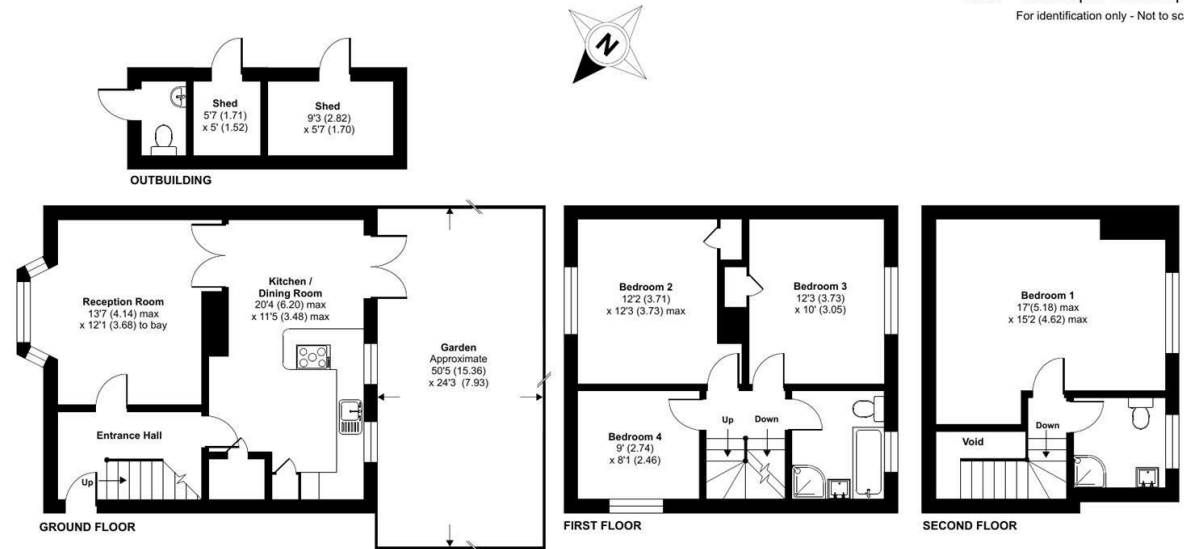 For identification only - Not to sc
N
Shed
5'7 (1.71)
x 5' (1.52)
Shed
9'3 (2.82)
x 5'7 (1.70)
OUTBUILDING
Reception Room
13'7 (4.14) max
x 12'1 (3.68) to bay
Kitchen /
Dining Room
20'4 (6.20) max
x 11'5 (3.48) max
Garden
Approximate
50'5 (15.36)
x 24'3 (7.93)
Entrance Hall
Up
GROUND FLOOR
Bedroom 2
12'2 (3.71)
x 12'3 (3.73) max
Bedroom 3
12'3 (3.73)
x 10' (3.05)
Bedroom 4
9' (2.74)
x 8'1 (2.46)
Up
Down
FIRST FLOOR
Bedroom 1
17'(5.18) max
x 15'2 (4.62) max
Void
Down
SECOND FLOOR